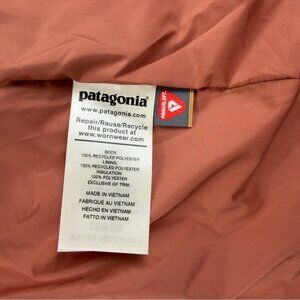 patagonia®
www.patagonia.com
Repair/Reuse/Recycle
this product at
www.wornwear.com
BODY:
100% RECYCLED POLYESTER
LINING:
100% RECYCLED POLYESTER
INSULATION:
100% POLYESTER
EXCLUSIVE OF TRIM.
MADE IN VIETNAM
FABRIQUÉ AU VIETNAM
HECHO EN VIETNAM
FATTO IN VIETNAM
PRIMALOFT